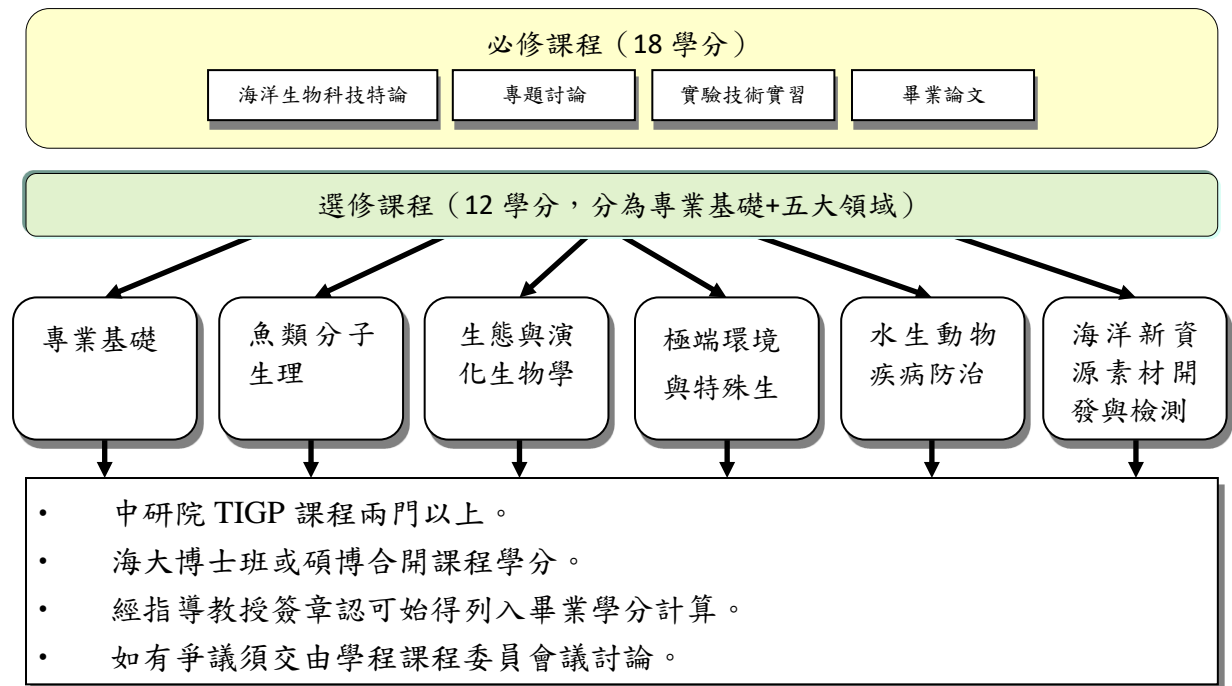 必修課程（18 學分）
海洋生物科技特論
專題討論
實驗技術實習
畢業論文
選修課程（12 學分，分為專業基礎+五大領域）
專業基礎
魚類分子
生理
生態與演
化生物學
極端環境
與特殊生
水生動物
疾病防治
海洋新資
源素材開
發與檢測
• 中研院 TIGP 課程兩門以上。
• 海大博士班或碩博合開課程學分。
• 經指導教授簽章認可始得列入畢業學分計算。
• 如有爭議須交由學程課程委員會議討論。